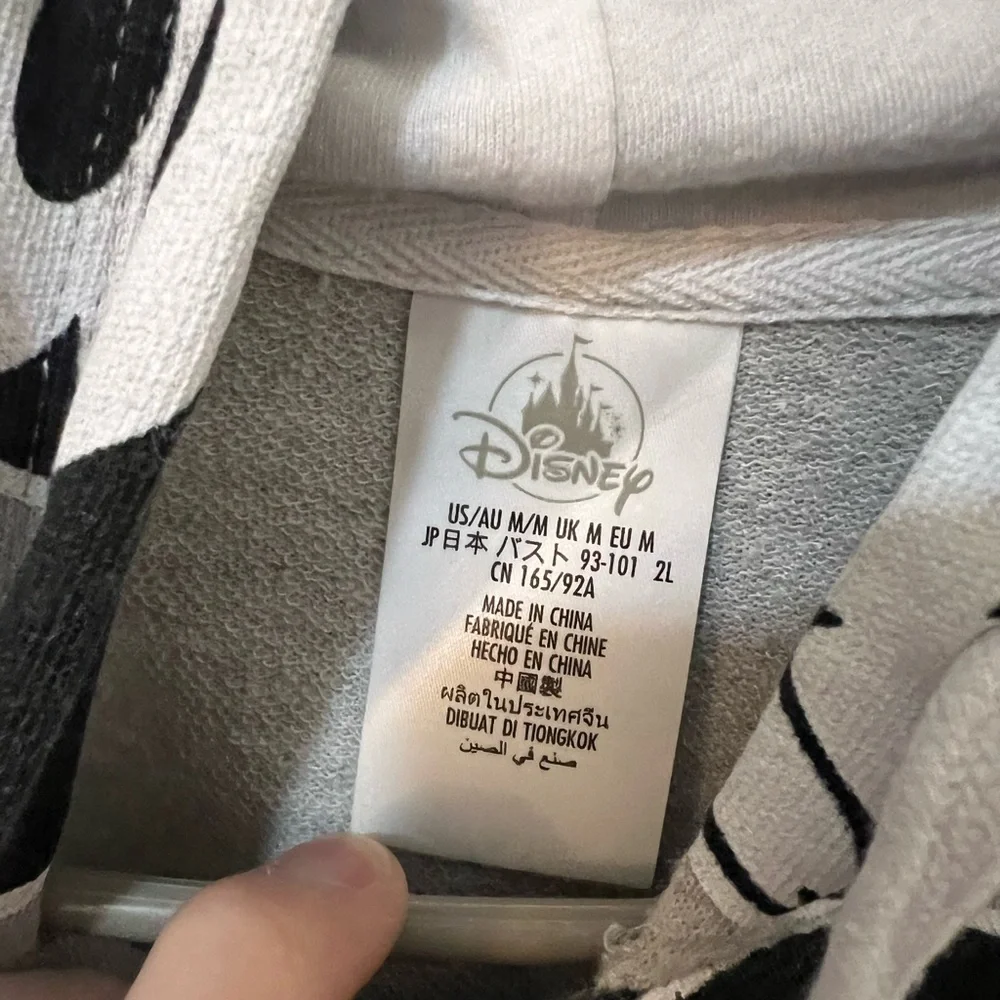 Disney
US/AU M/M UK M EU M
JP日本 バスト 93-101 2L
CN 165/92A
MADE IN CHINA
FABRIQUÉ EN CHINE
HECHO EN CHINA
中國製
ผลิตในประเทศจีน
DIBUAT DI TIONGKOK
صنع في الصين